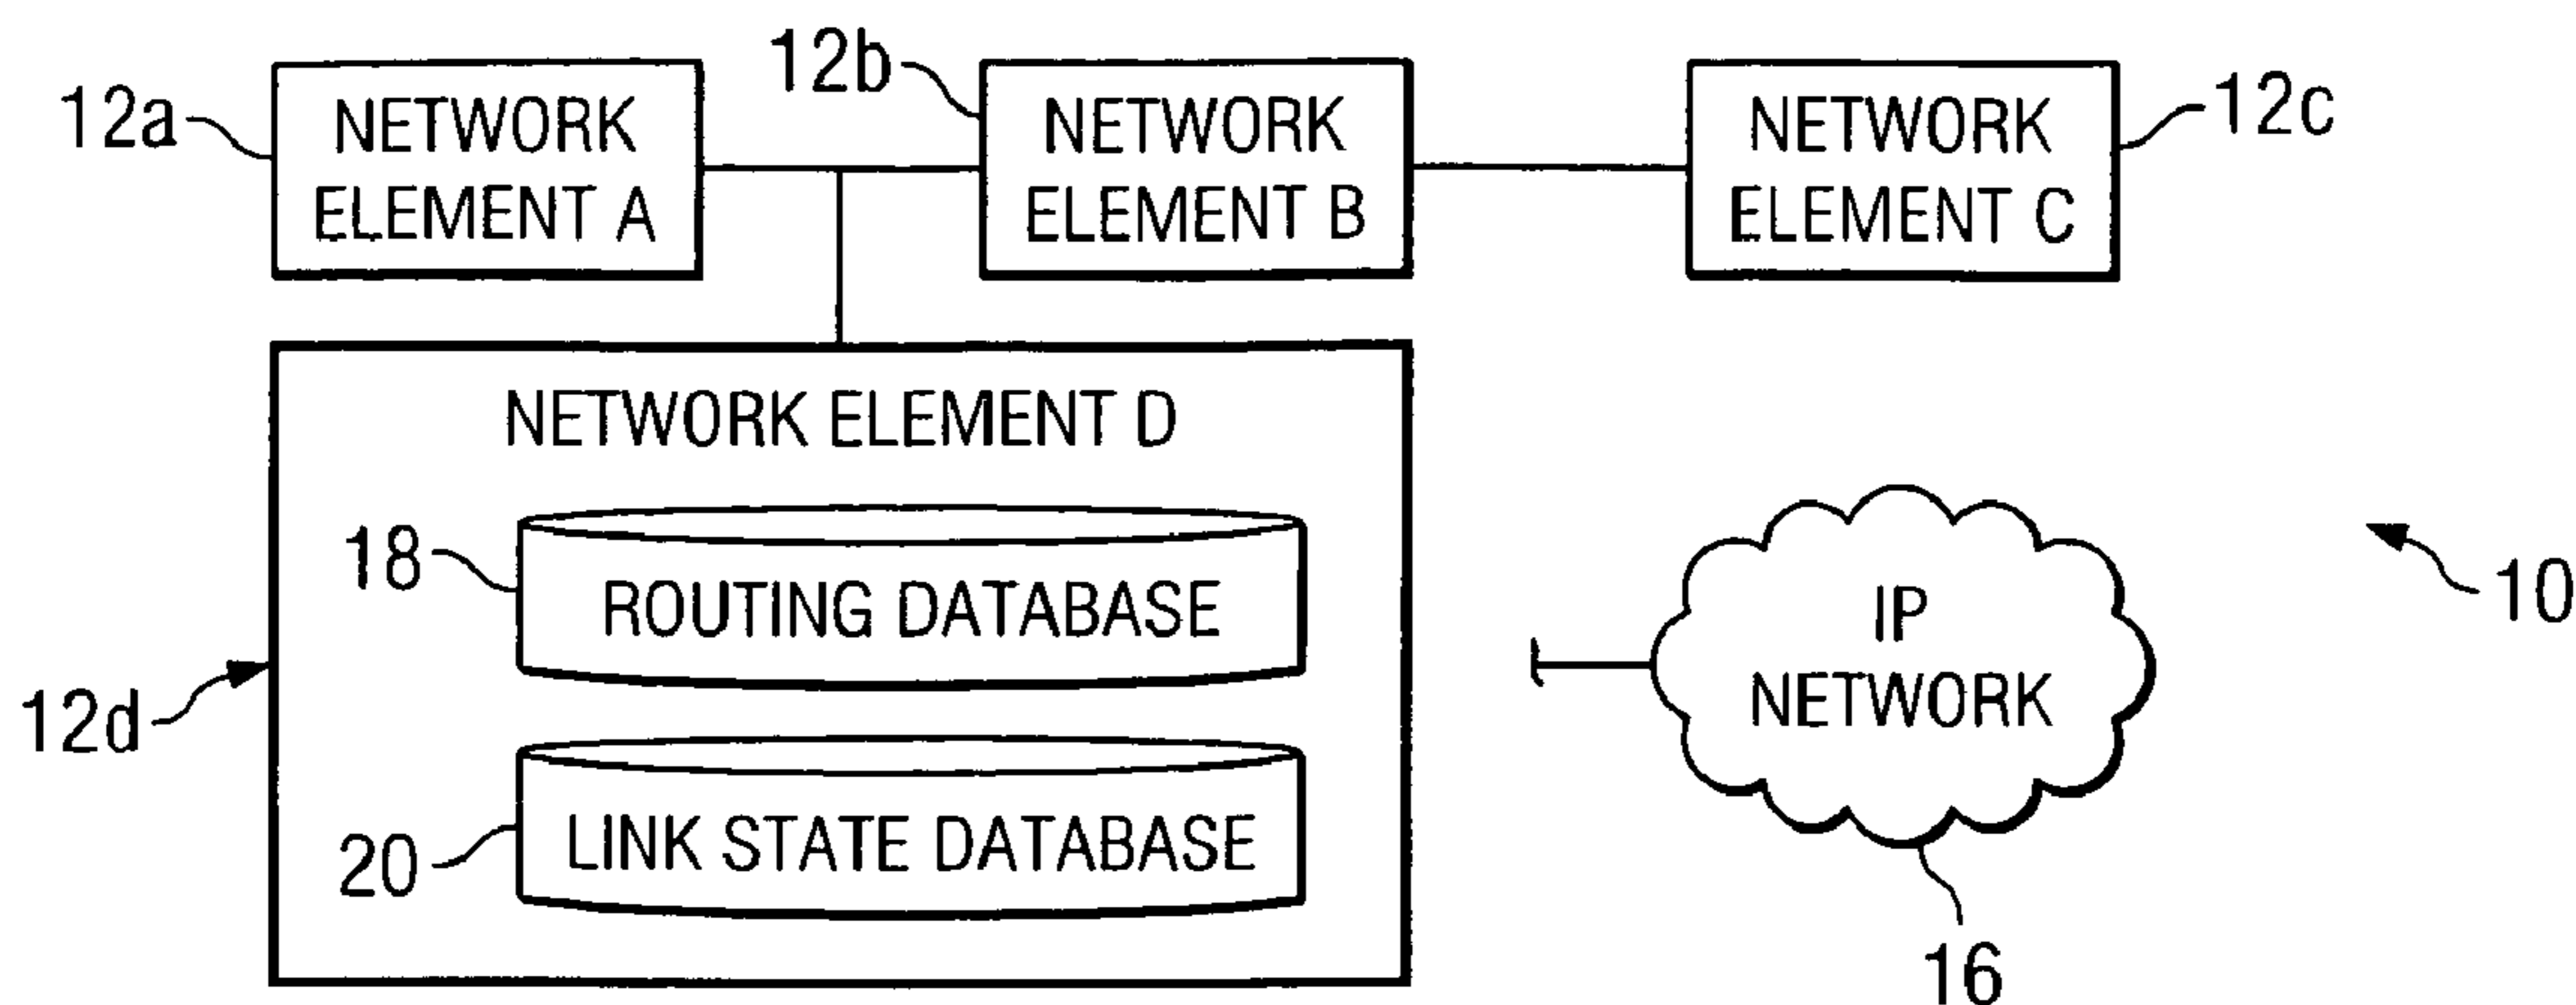 12a
NETWORK
ELEMENT A
12b
NETWORK
ELEMENT B
NETWORK
ELEMENT C
12c
NETWORK ELEMENT D
18
ROUTING DATABASE
12d
20
LINK STATE DATABASE
IP
NETWORK
10
16